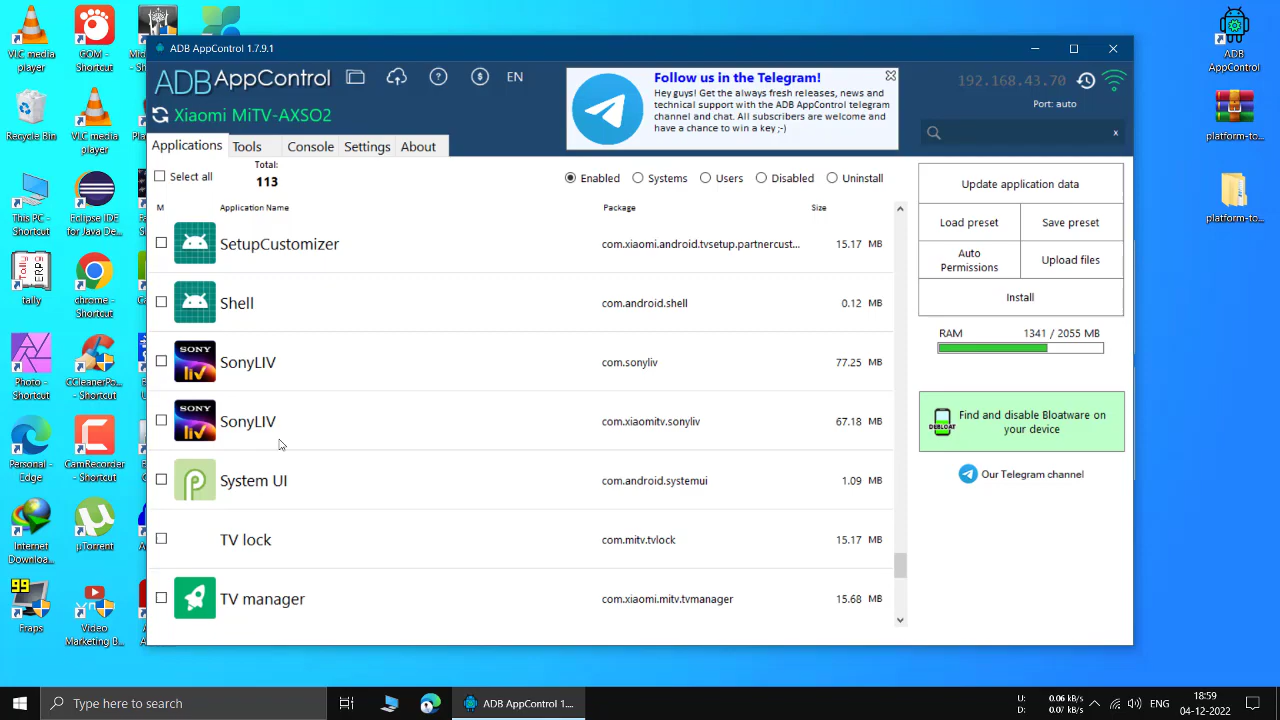 VLC media
player
GOM -
Shortcut
ADB
AppControl
Recycle Bin
VLC media
player
platform-to...
This PC -
Shortcut
Eclipse IDE
for Java De...
platform-to...
tally
chrome -
Shortcut
Photo -
Shortcut
CCleanerPo...
- Shortcut
Personal -
Edge
CamRecorder
- Shortcut
Internet
Downloa...
µTorrent
99
Fraps
Video
Marketing B...
ADB AppControl 1.7.9.1
ADB AppControl
EN
Follow us in the Telegram!
Hey guys! Get the always fresh releases, news and
technical support with the ADB AppControl telegram
channel and chat. All subscribers are welcome and
have a chance to win a key ;-)
192.168.43.70
Port: auto
Xiaomi MiTV-AXSO2
x
Applications Tools Console Settings About
Select all
Total:
113
Enabled Systems Users Disabled Uninstall
M Application Name Package Size
SetupCustomizer com.xiaomi.android.tvsetup.partnercust... 15.17 MB
Shell com.android.shell 0.12 MB
SONY
liv
SonyLIV com.sonyliv 77.25 MB
SONY
liv
SonyLIV com.xiaomitv.sonyliv 67.18 MB
System UI com.android.systemui 1.09 MB
TV lock com.mitv.tvlock 15.17 MB
TV manager com.xiaomi.mitv.tvmanager 15.68 MB
Update application data
Load preset Save preset
Auto
Permissions
Upload files
Install
RAM 1341 / 2055 MB
DEBLOAT
Find and disable Bloatware on
your device
Our Telegram channel
Type here to search
ADB AppControl 1....
U: 0.06 kB/s
D: 0.07 kB/s
ENG
18:59
04-12-2022